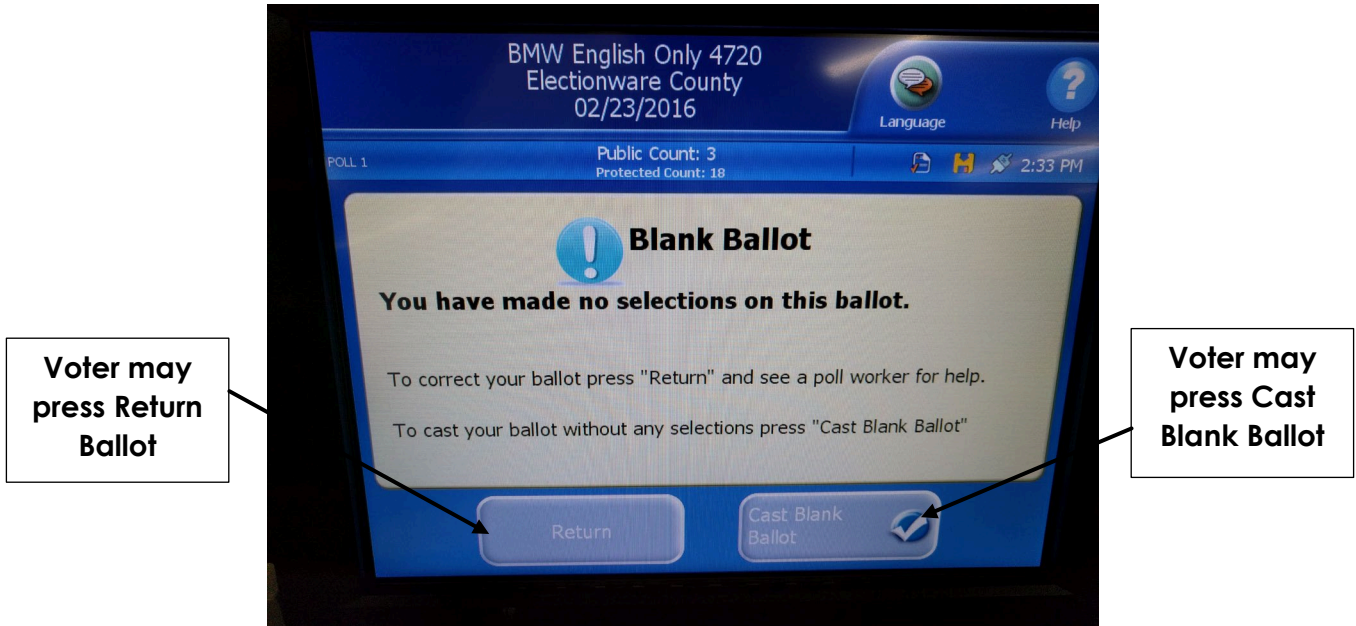 BMW English Only 4720
Electionware County
02/23/2016
Language
Help
POLL 1
Public Count: 3
Protected Count: 18
2:33 PM
Blank Ballot
You have made no selections on this ballot.
To correct your ballot press "Return" and see a poll worker for help.
To cast your ballot without any selections press "Cast Blank Ballot"
Return
Cast Blank
Ballot
Voter may
press Return
Ballot
Voter may
press Cast
Blank Ballot